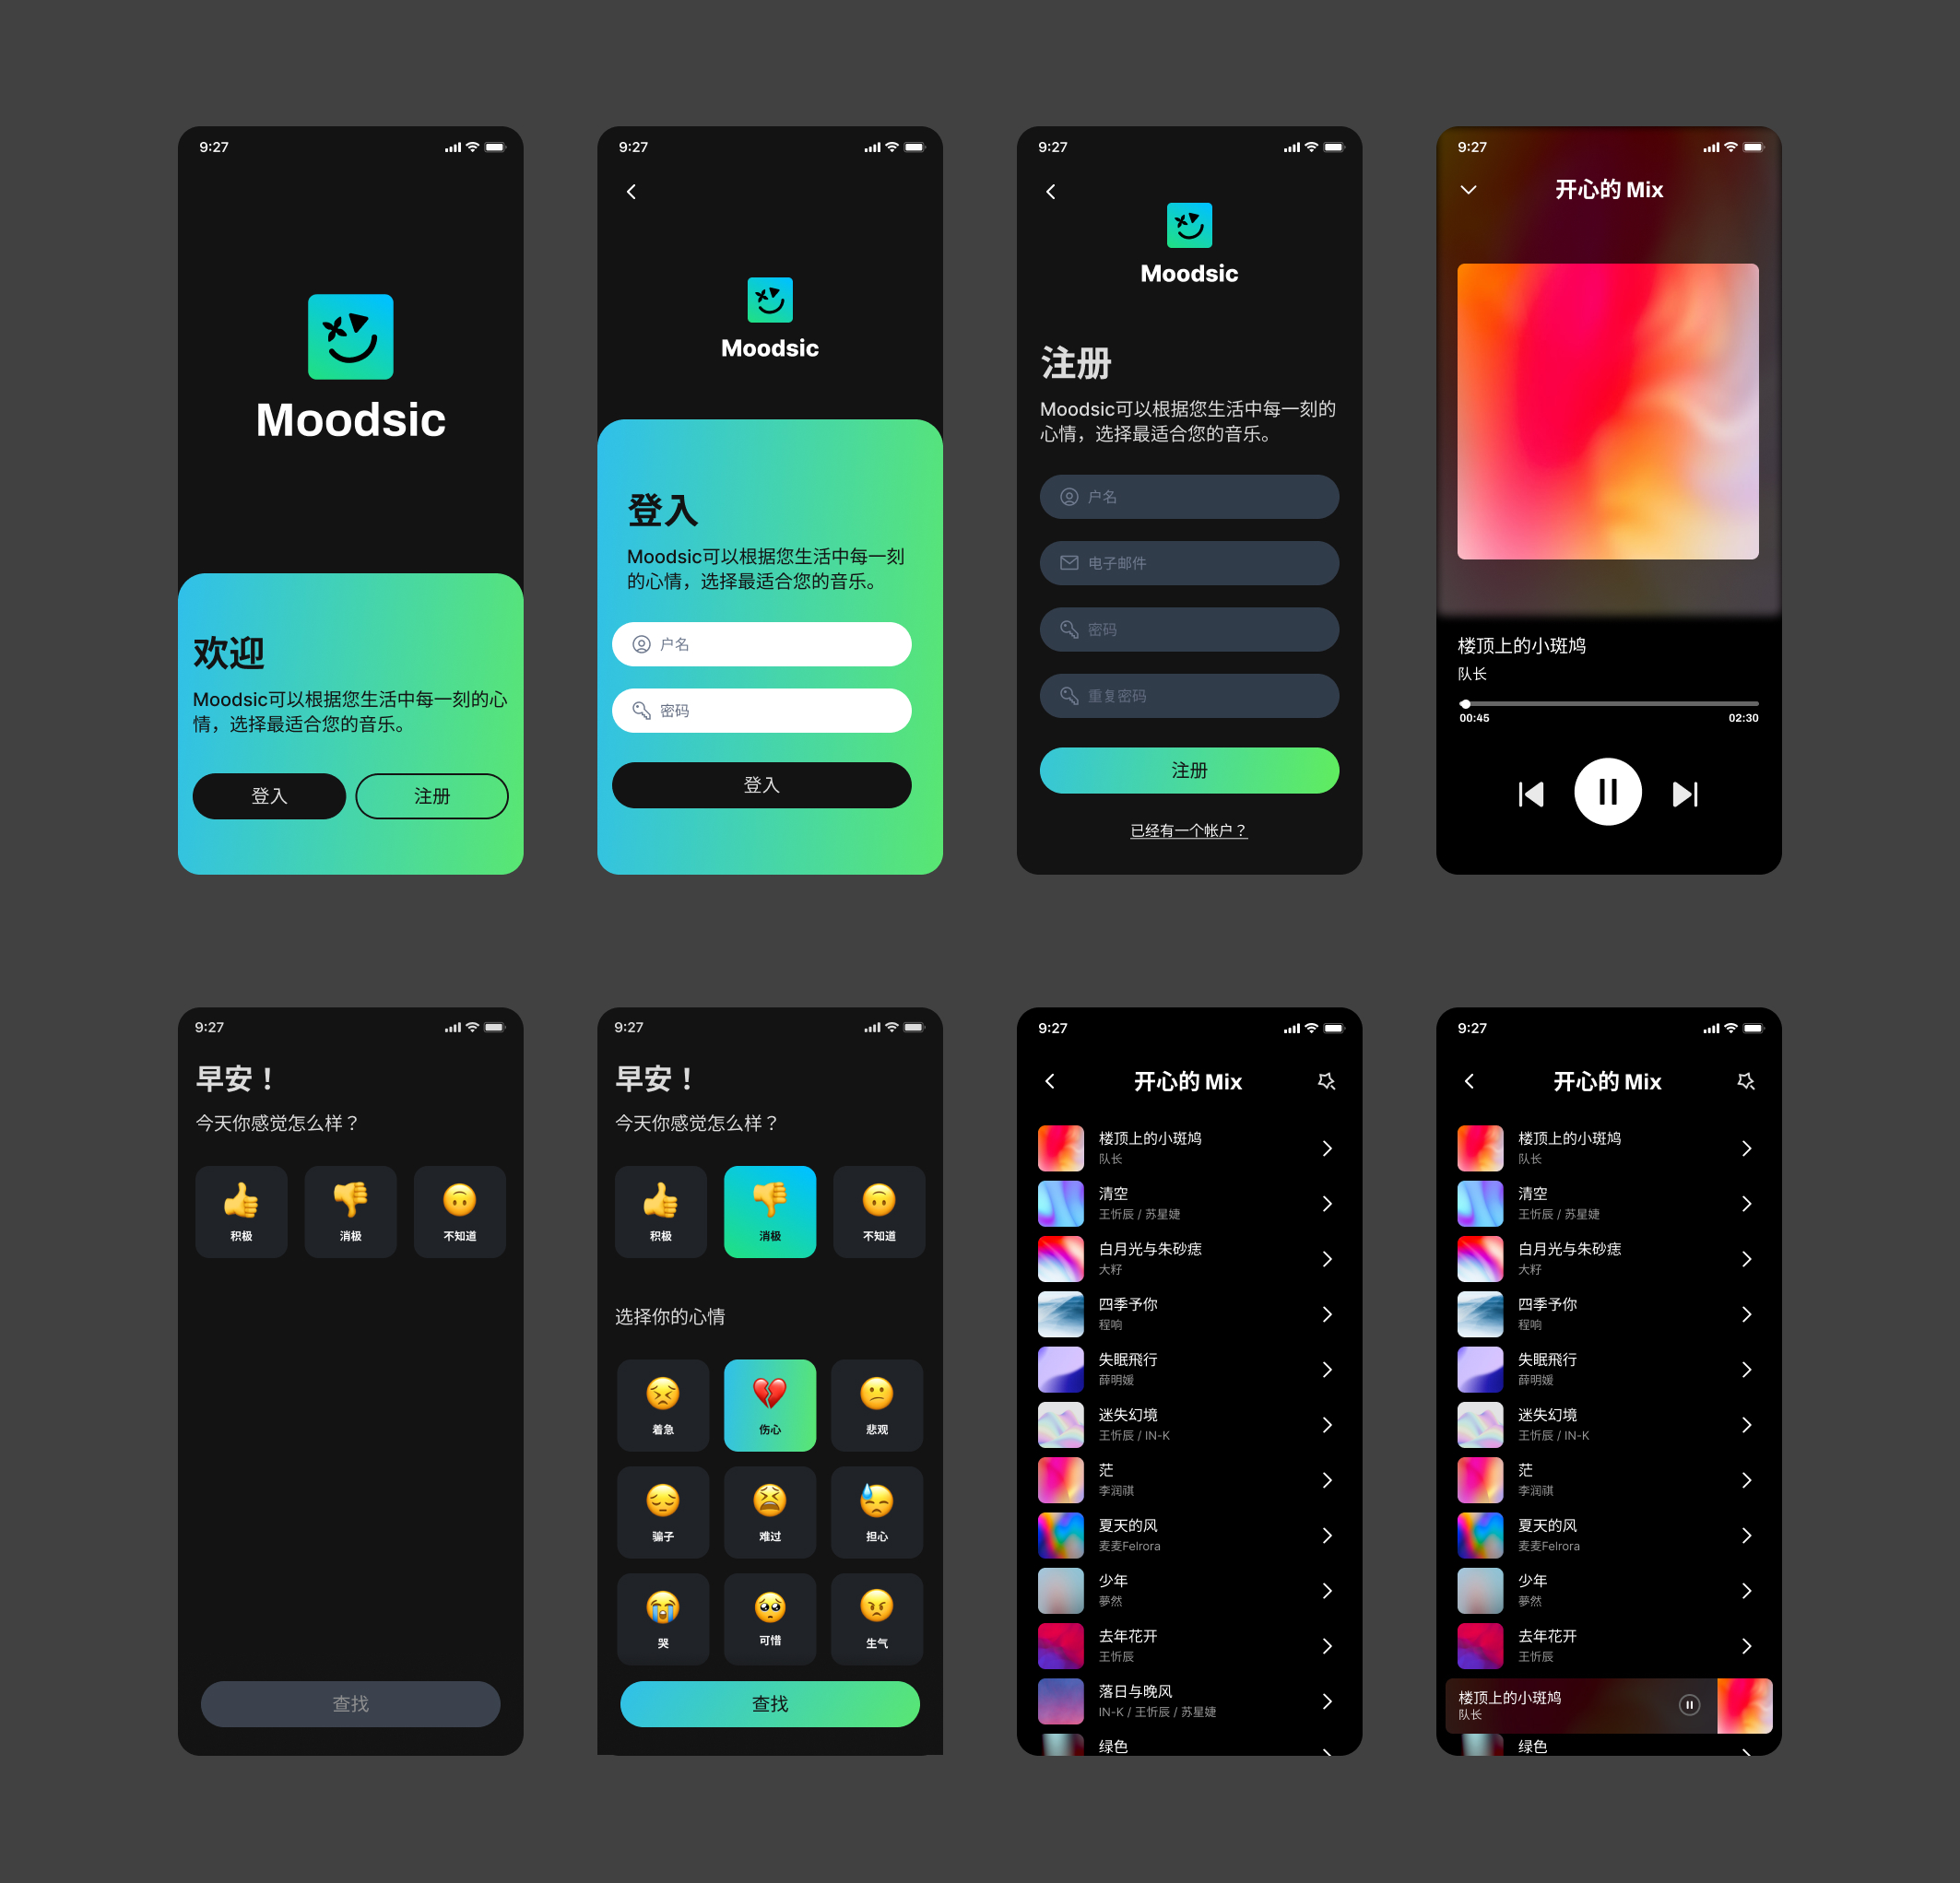 9:27
Moodsic
欢迎
Moodsic可以根据您生活中每一刻的心
情，选择最适合您的音乐。
登入
注册
9:27
Moodsic
登入
Moodsic可以根据您生活中每一刻
的心情，选择最适合您的音乐。
户名
密码
登入
9:27
Moodsic
注册
Moodsic可以根据您生活中每一刻的
心情，选择最适合您的音乐。
户名
电子邮件
密码
重复密码
注册
已经有一个帐户？
9:27
开心的 Mix
楼顶上的小斑鸠
队长
00:45
02:30
9:27
早安！
今天你感觉怎么样？
积极
消极
不知道
查找
9:27
早安！
今天你感觉怎么样？
积极
消极
不知道
选择你的心情
着急
伤心
悲观
骗子
难过
担心
哭
可惜
生气
查找
9:27
开心的 Mix
楼顶上的小斑鸠
队长
清空
王忻辰 / 苏星婕
白月光与朱砂痣
大籽
四季予你
程响
失眠飛行
薛明媛
迷失幻境
王忻辰 / IN-K
茫
李润祺
夏天的风
麦麦Felrora
少年
夢然
去年花开
王忻辰
落日与晚风
IN-K / 王忻辰 / 苏星婕
绿色
9:27
开心的 Mix
楼顶上的小斑鸠
队长
清空
王忻辰 / 苏星婕
白月光与朱砂痣
大籽
四季予你
程响
失眠飛行
薛明媛
迷失幻境
王忻辰 / IN-K
茫
李润祺
夏天的风
麦麦Felrora
少年
夢然
去年花开
王忻辰
楼顶上的小斑鸠
队长
绿色